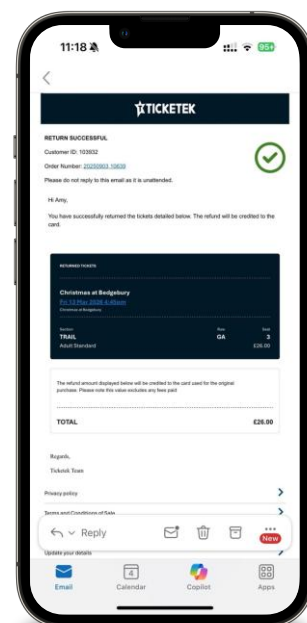 11:18
95
TICKETEK
RETURN SUCCESSFUL
Customer ID: 103932
Order Number: 20250903.10639
Please do not reply to this email as it is unattended.
Hi Amy,
You have successfully returned the tickets detailed below. The refund will be credited to the
card.
RETURNED TICKETS
Christmas at Bedgebury
Fri 13 Mar 2026 4:45pm
Christmas at Bedgebury
Section Row Seat
TRAIL GA 3
Adult Standard £26.00
The refund amount displayed below will be credited to the card used for the original
purchase. Please note this value excludes any fees paid
TOTAL £26.00
Regards,
Ticketek Team
Privacy policy
Terms and Conditions of Sale
Reply
New
Update your details
Email
4
Calendar
Copilot
Apps